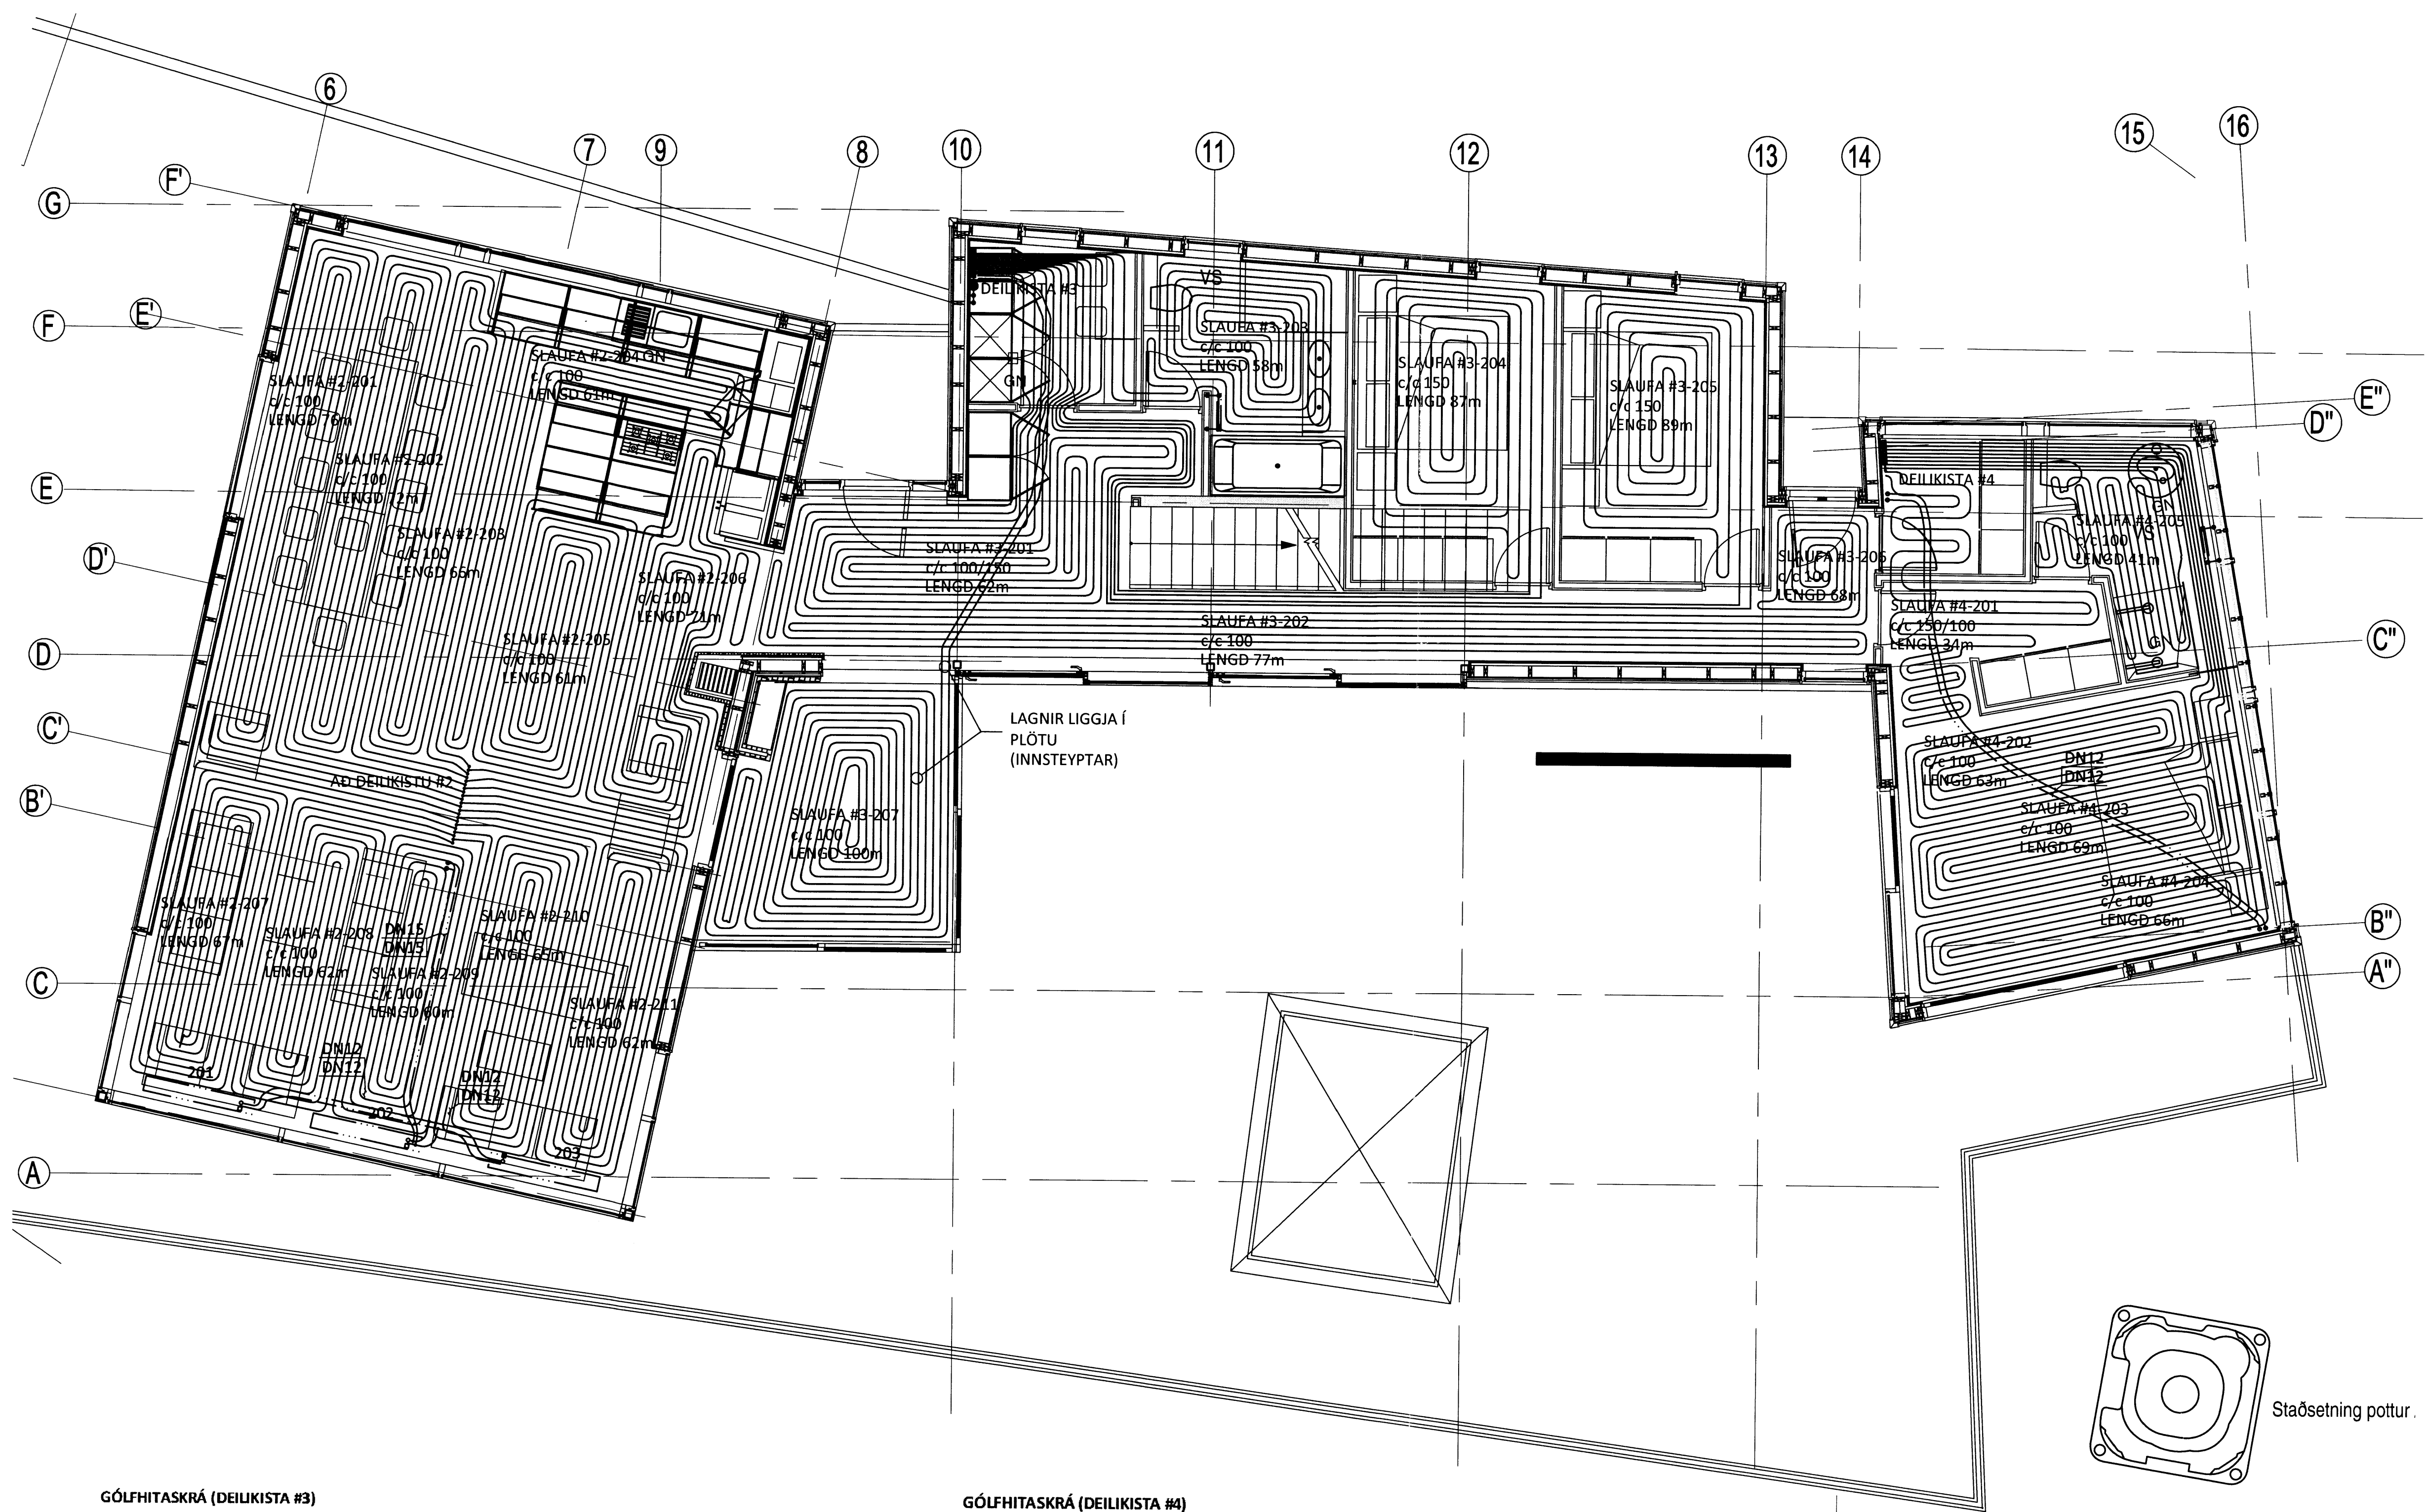 6
7
9
8
10
11
12
13
14
15
16
F'
G
E'
F
E
D'
D
C'
B'
C
A
E"
D"
C"
B"
A"
SLAUFA #2-201
c/c 100
LENGD 76m
SLAUFA #2-202
c/c 100
LENGD 72m
SLAUFA #2-203
c/c 100
LENGD 66m
SLAUFA #2-204 GN
c/c 100
LENGD 61m
SLAUFA #2-205
c/c 100
LENGD 61m
SLAUFA #2-206
c/c 100
LENGD 71m
AÐ DEILIKISTU #2
SLAUFA #2-207
c/c 100
LENGD 67m
SLAUFA #2-208
c/c 100
LENGD 62m
DN15
DN15
SLAUFA #2-209
c/c 100
LENGD 60m
SLAUFA #2-210
c/c 100
LENGD 65m
SLAUFA #2-211
c/c 100
LENGD 62m
201
DN12
DN12
202
DN12
DN12
203
DEILIKISTA #3
GN
VS
SLAUFA #3-203
c/c 100
LENGD 58m
SLAUFA #3-204
c/c 150
LENGD 87m
SLAUFA #3-205
c/c 150
LENGD 89m
SLAUFA #3-201
c/c 100/150
LENGD 62m
SLAUFA #3-202
c/c 100
LENGD 77m
SLAUFA #3-206
c/c 100
LENGD 68m
LAGNIR LIGGJA Í
PLÖTU
(INNSTEYPTAR)
SLAUFA #3-207
c/c 100
LENGD 100m
DEILIKISTA #4
GN
SLAUFA #4-205
VS
c/c 100
LENGD 41m
SLAUFA #4-201
c/c 150/100
LENGD 34m
GN
SLAUFA #4-202
c/c 100
LENGD 63m
DN12
DN12
SLAUFA #4-203
c/c 100
LENGD 69m
SLAUFA #4-204
c/c 100
LENGD 66m
Staðsetning pottur
GÓLFHITASKRÁ (DEILIKISTA #3)
GÓLFHITASKRÁ (DEILIKISTA #4)